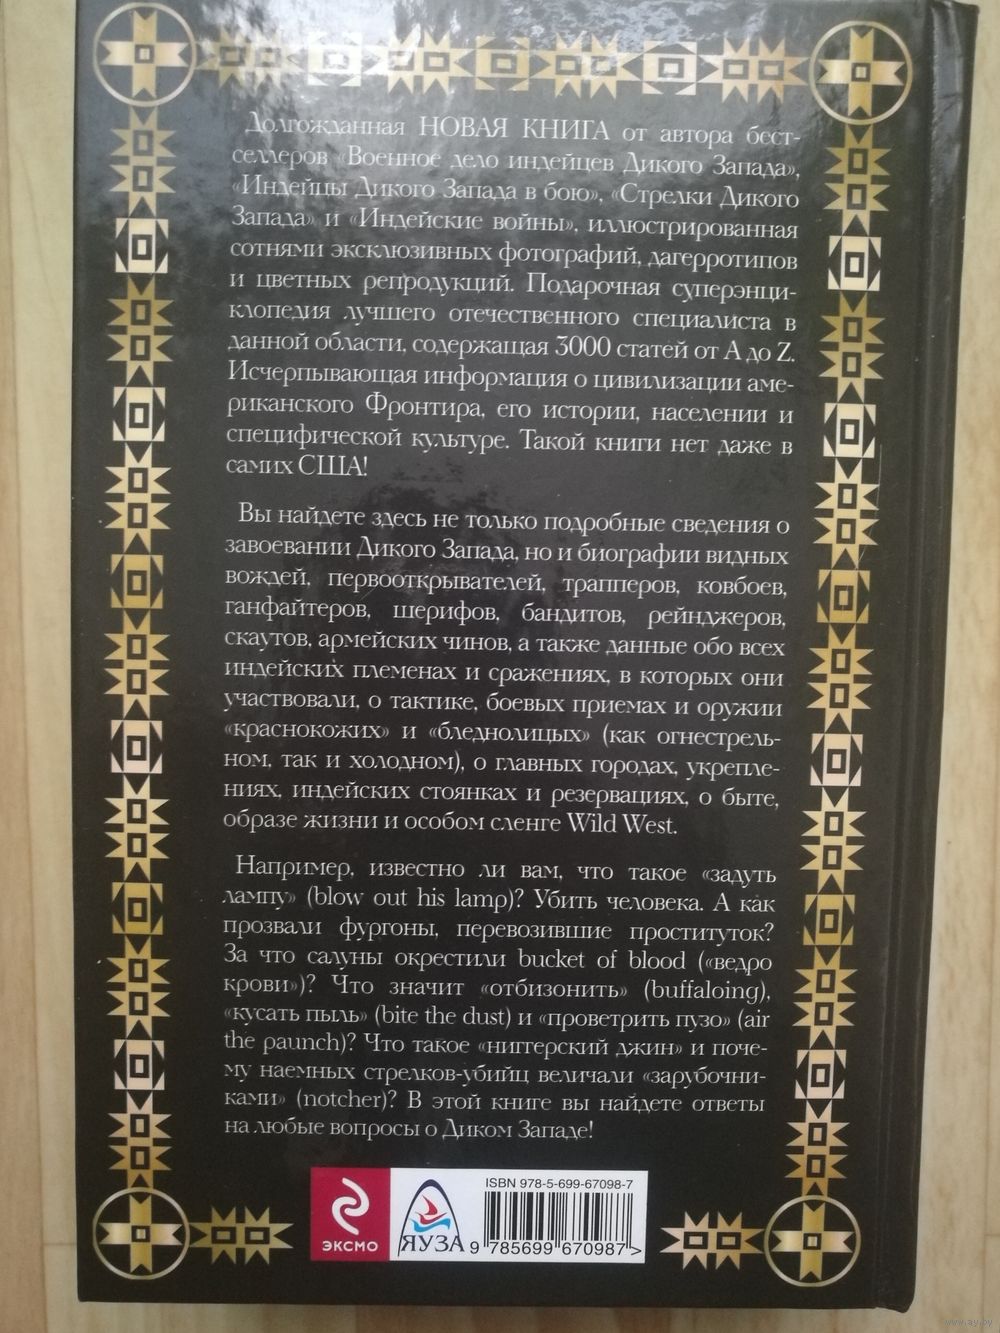 Долгожданная НОВАЯ КНИГА от автора бест-
селлеров «Военное дело индейцев Дикого Запада»,
«Индейцы Дикого Запада в бою», «Стрелки Дикого
Запада» и «Индейские войны», иллюстрированная
сотнями эксклюзивных фотографий, дагерротипов
и цветных репродукций. Подарочная суперэнци-
клопедия лучшего отечественного специалиста в
данной области, содержащая 3000 статей от A до Z.
Исчерпывающая информация о цивилизации аме-
риканского Фронтира, его истории, населении и
специфической культуре. Такой книги нет даже в
самих США!
Вы найдете здесь не только подробные сведения о
завоевании Дикого Запада, но и биографии видных
вождей, первооткрывателей, трапперов, ковбоев,
ганфайтеров, шерифов, бандитов, рейнджеров,
скаутов, армейских чинов, а также данные обо всех
индейских племенах и сражениях, в которых они
участвовали, о тактике, боевых приемах и оружии
«краснокожих» и «бледнолицых» (как огнестрель-
ном, так и холодном), о главных городах, укрепле-
ниях, индейских стоянках и резервациях, о быте,
образе жизни и особом сленге Wild West.
Например, известно ли вам, что такое «задуть
лампу» (blow out his lamp)? Убить человека. А как
прозвали фургоны, перевозившие проституток?
За что салуны окрестили bucket of blood («ведро
крови»)? Что значит "отбизонить" (buffaloing),
«кусать пыль» (bite the dust) и «проветрить пузо» (air
the paunch)? Что такое «ниггерский джин» и поче-
му наемных стрелков-убийц величали «зарубочни-
ками» (notcher)? В этой книге вы найдете ответы
на любые вопросы о Диком Западе!
ISBN 978-5-699-67098-7
ЭКСМО
ЯУЗА
9 785699 670987 >
www.ay.by